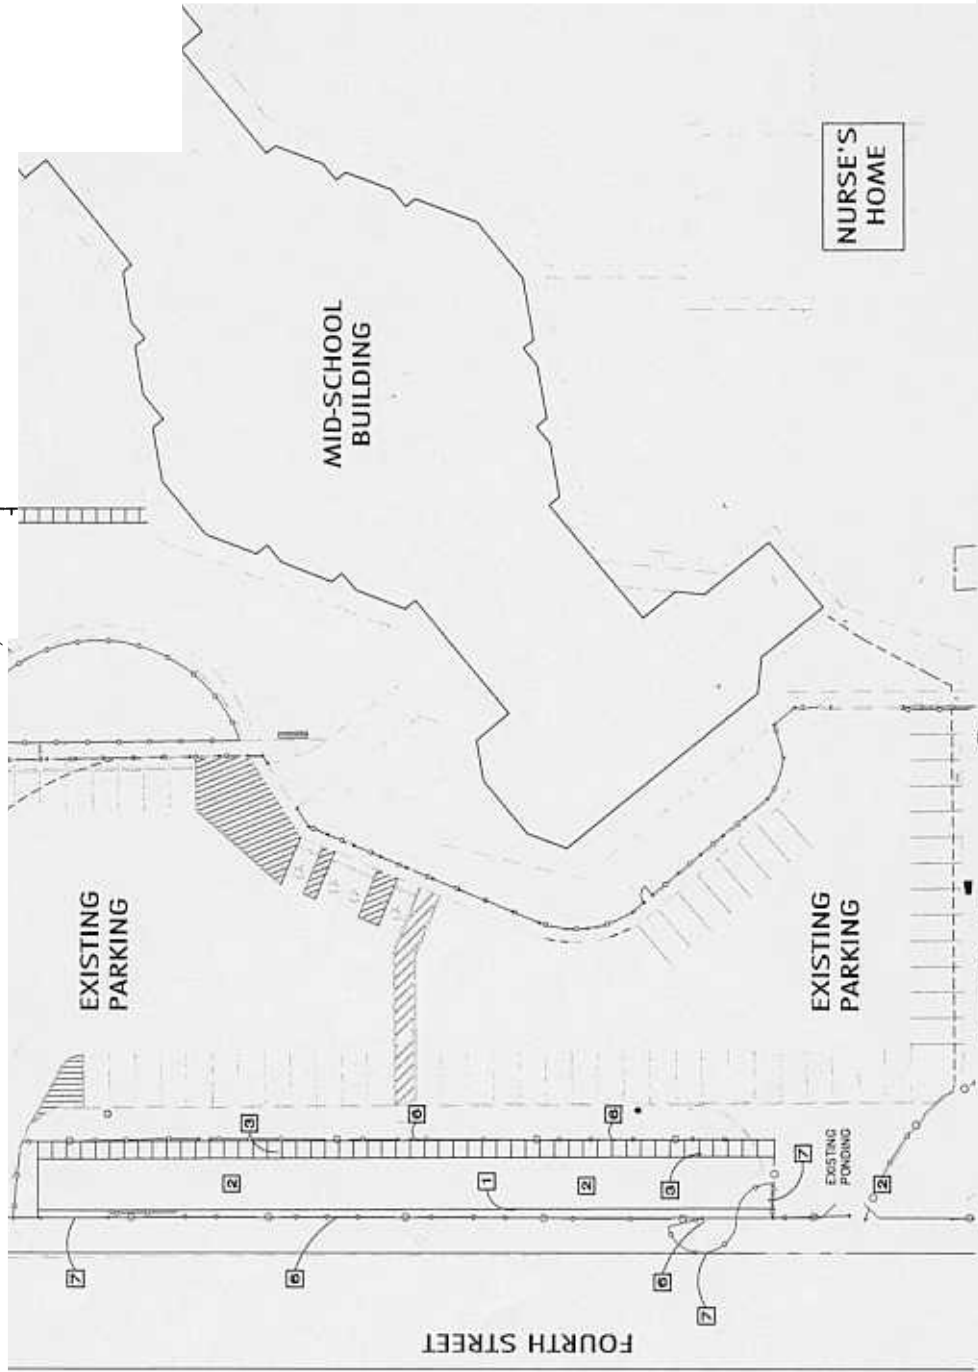 NURSE'S
HOME
MID-SCHOOL
BUILDING
EXISTING
PARKING
EXISTING
PARKING
6
6
3
2
1
2
3
7
EXISTING
PONDING
2
7
6
6
7
FOURTH STREET